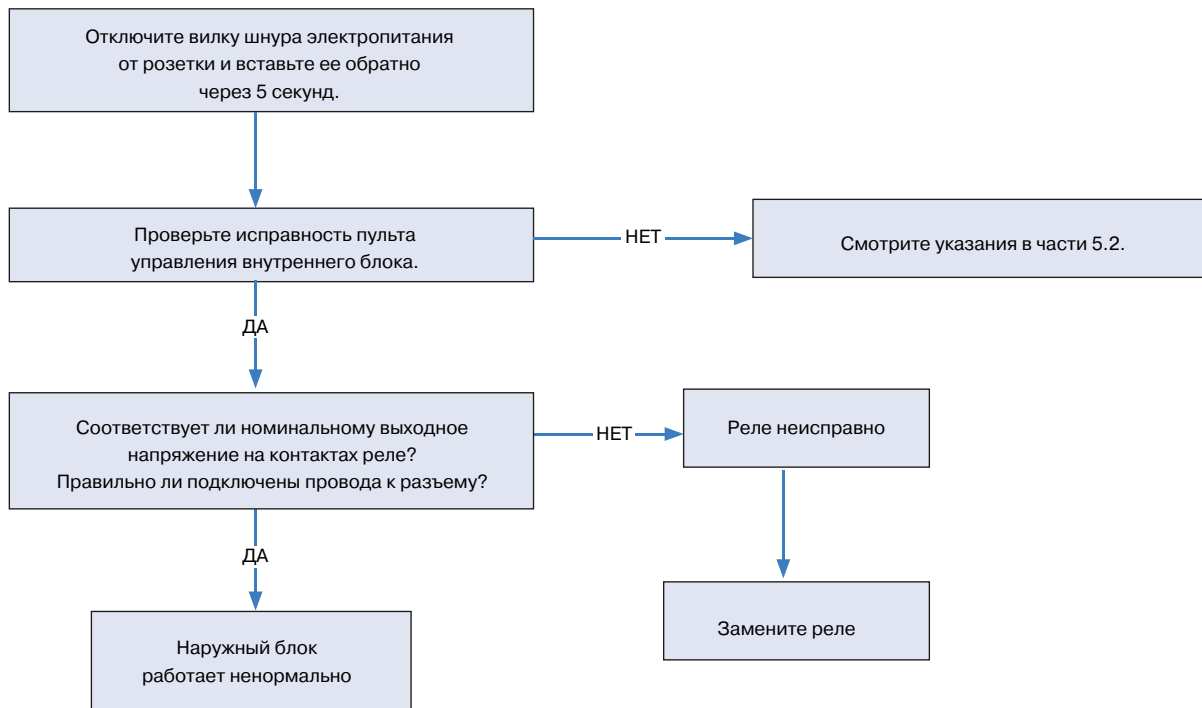 Отключите вилку шнура электропитания
от розетки и вставьте ее обратно
через 5 секунд.
Проверьте исправность пульта
управления внутреннего блока.
НЕТ
Смотрите указания в части 5.2.
ДА
Соответствует ли номинальному выходное
напряжение на контактах реле?
Правильно ли подключены провода к разъему?
НЕТ
Реле неисправно
ДА
Замените реле
Наружный блок
работает ненормально